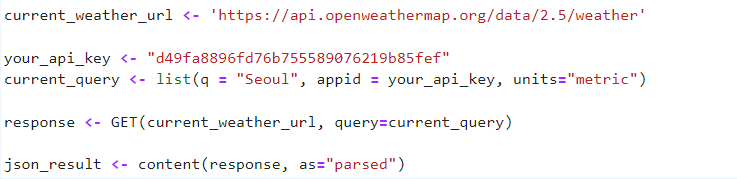 current_weather_url <- 'https://api.openweathermap.org/data/2.5/weather'
your_api_key <- "d49fa8896fd76b755589076219b85fef"
current_query <- list(q = "Seoul", appid = your_api_key, units="metric")
response <- GET(current_weather_url, query=current_query)
json_result <- content(response, as="parsed")